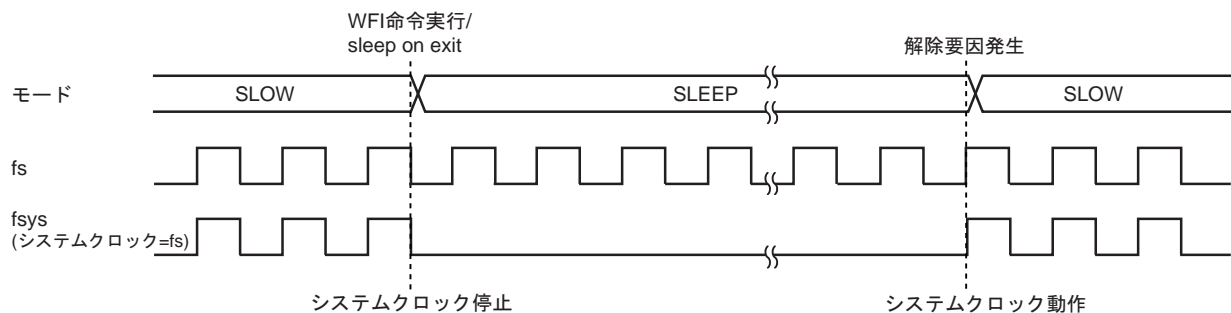 WFI命令実行/
sleep on exit
解除要因発生
モード
SLOW
SLEEP
SLOW
fs
fsys
(システムクロック=fs)
システムクロック停止
システムクロック動作